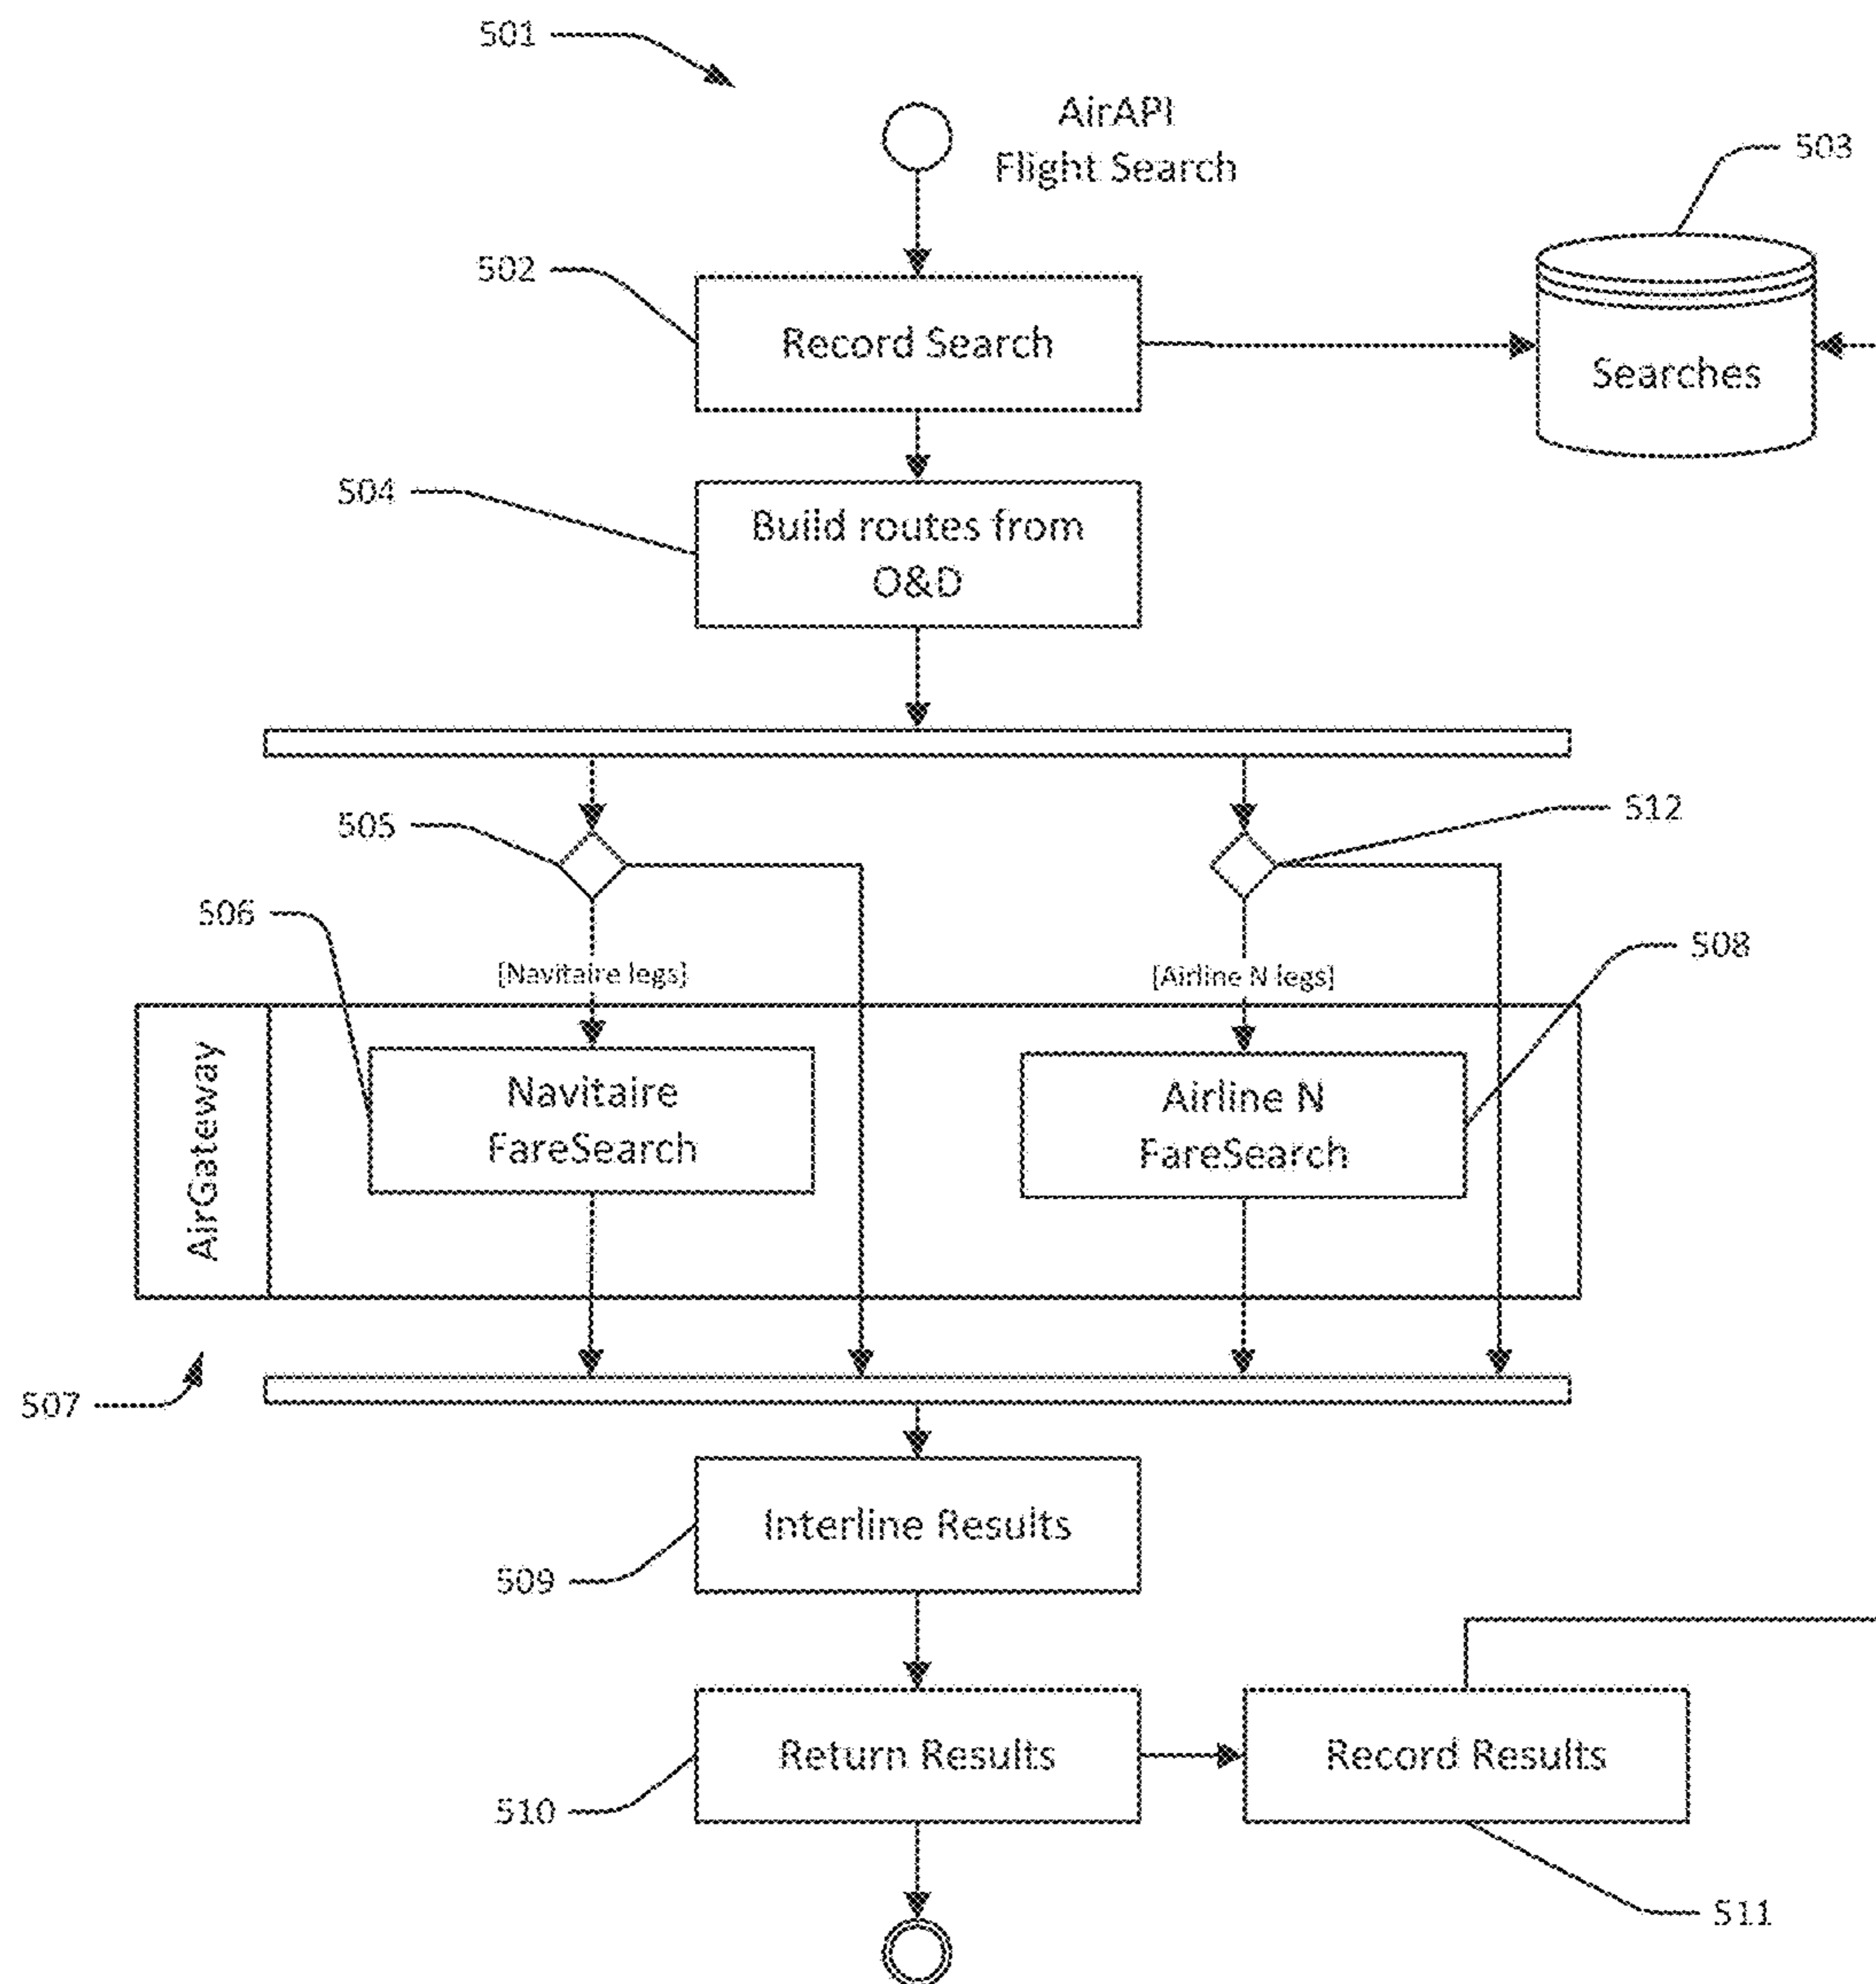 501
AirAPI
Flight Search
503
502
Record Search
Searches
504
Build routes from
O&D
505
512
506
508
[Navitaire legs]
[Airline N legs]
AirGateway
Navitaire
FareSearch
Airline N
FareSearch
507
Interline Results
509
Return Results
Record Results
510
511